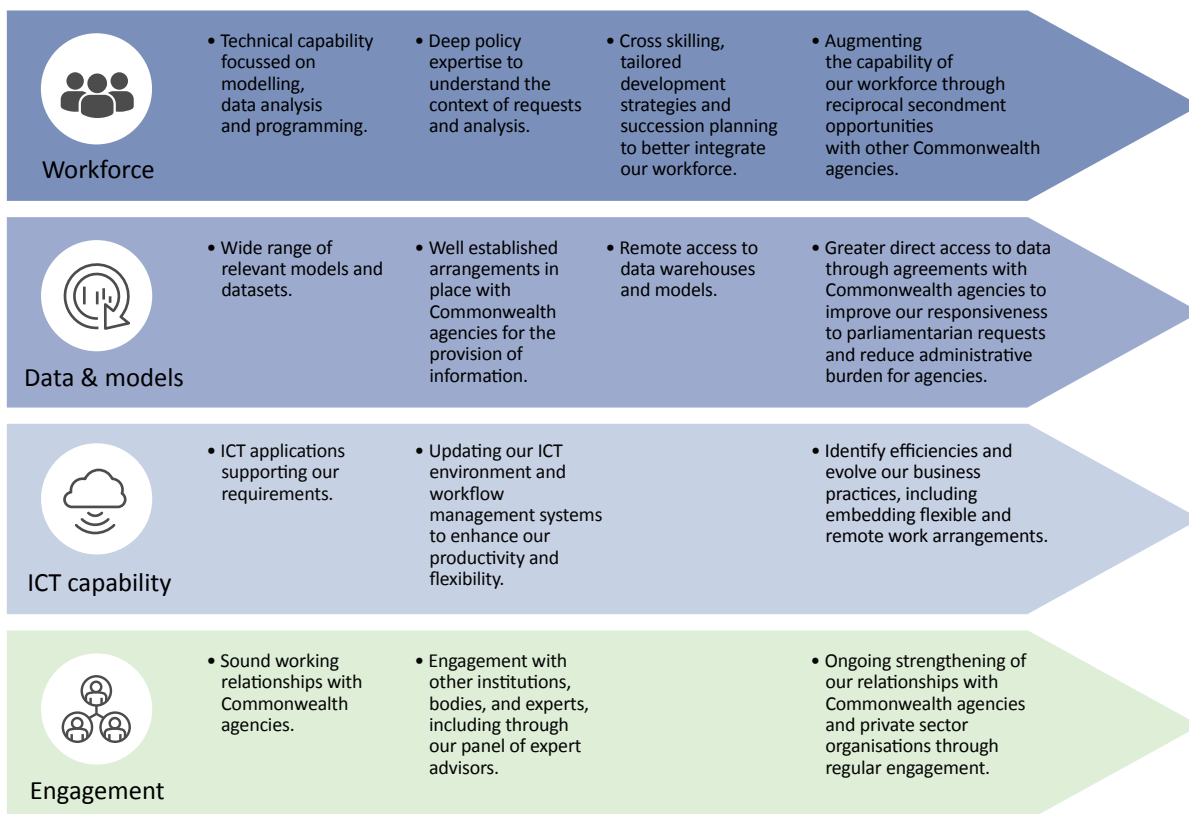 Workforce
• Technical capability
focussed on
modelling,
data analysis
and programming.
• Deep policy
expertise to
understand the
context of requests
and analysis.
• Cross skilling,
tailored
development
strategies and
succession planning
to better integrate
our workforce.
• Augmenting
the capability of
our workforce through
reciprocal secondment
opportunities
with other Commonwealth
agencies.
Data & models
• Wide range of
relevant models and
datasets.
• Well established
arrangements in
place with
Commonwealth
agencies for the
provision of
information.
• Remote access to
data warehouses
and models.
• Greater direct access to data
through agreements with
Commonwealth agencies to
improve our responsiveness
to parliamentarian requests
and reduce administrative
burden for agencies.
ICT capability
• ICT applications
supporting our
requirements.
• Updating our ICT
environment and
workflow
management systems
to enhance our
productivity and
flexibility.
• Identify efficiencies and
evolve our business
practices, including
embedding flexible and
remote work arrangements.
Engagement
• Sound working
relationships with
Commonwealth
agencies.
• Engagement with
other institutions,
bodies, and experts,
including through
our panel of expert
advisors.
• Ongoing strengthening of
our relationships with
Commonwealth agencies
and private sector
organisations through
regular engagement.